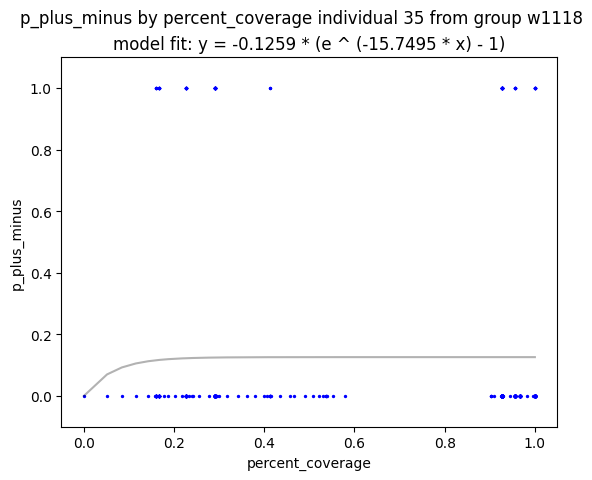 p_plus_minus by percent_coverage individual 35 from group w1118
model fit: y = -0.1259 * (e ^ (-15.7495 * x) - 1)
p_plus_minus
1.0
0.8
0.6
0.4
0.2
0.0
0.0 0.2 0.4 0.6 0.8 1.0
percent_coverage